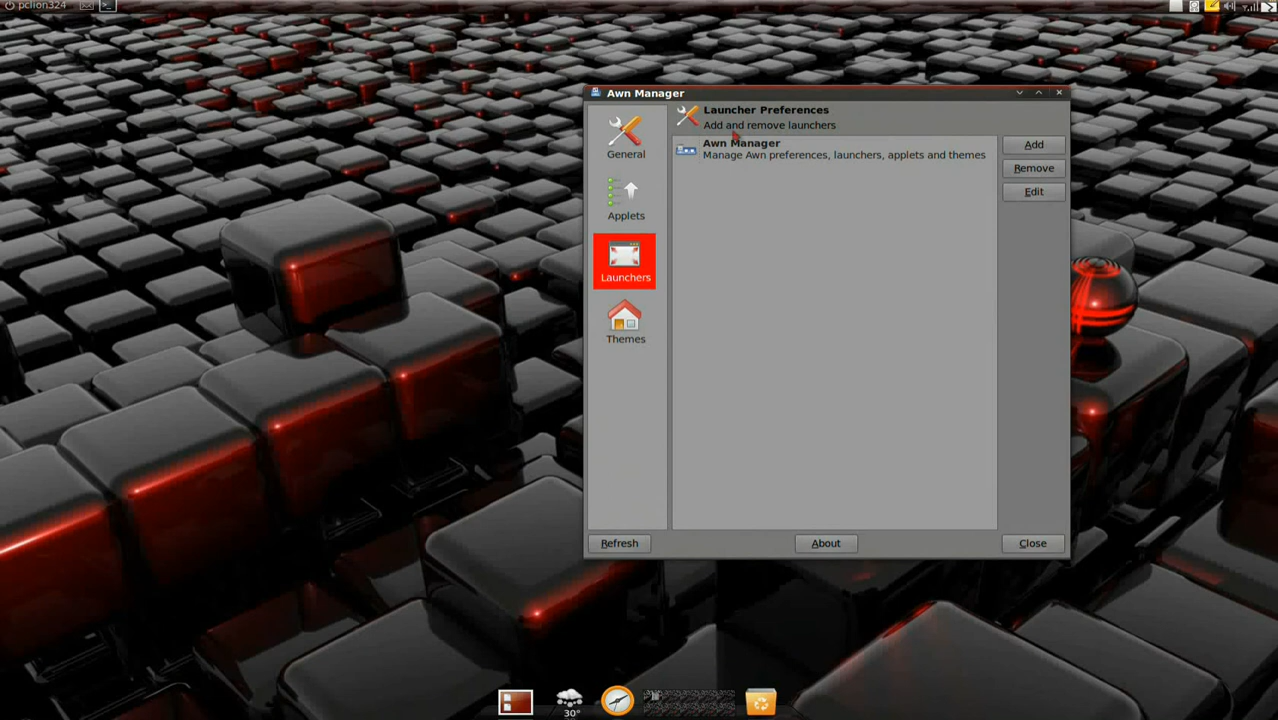 pclion324
Awn Manager
Launcher Preferences
Add and remove launchers
General
Applets
Launchers
Themes
Awn Manager
Manage Awn preferences, launchers, applets and themes
Add
Remove
Edit
Refresh
About
Close
30°